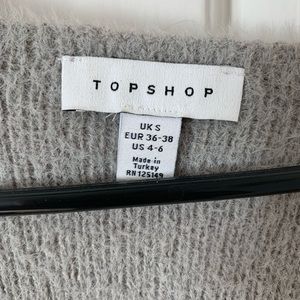 TOPSHOP
UK S
EUR 36-38
US 4-6
Made in
Turkey
RN 125149